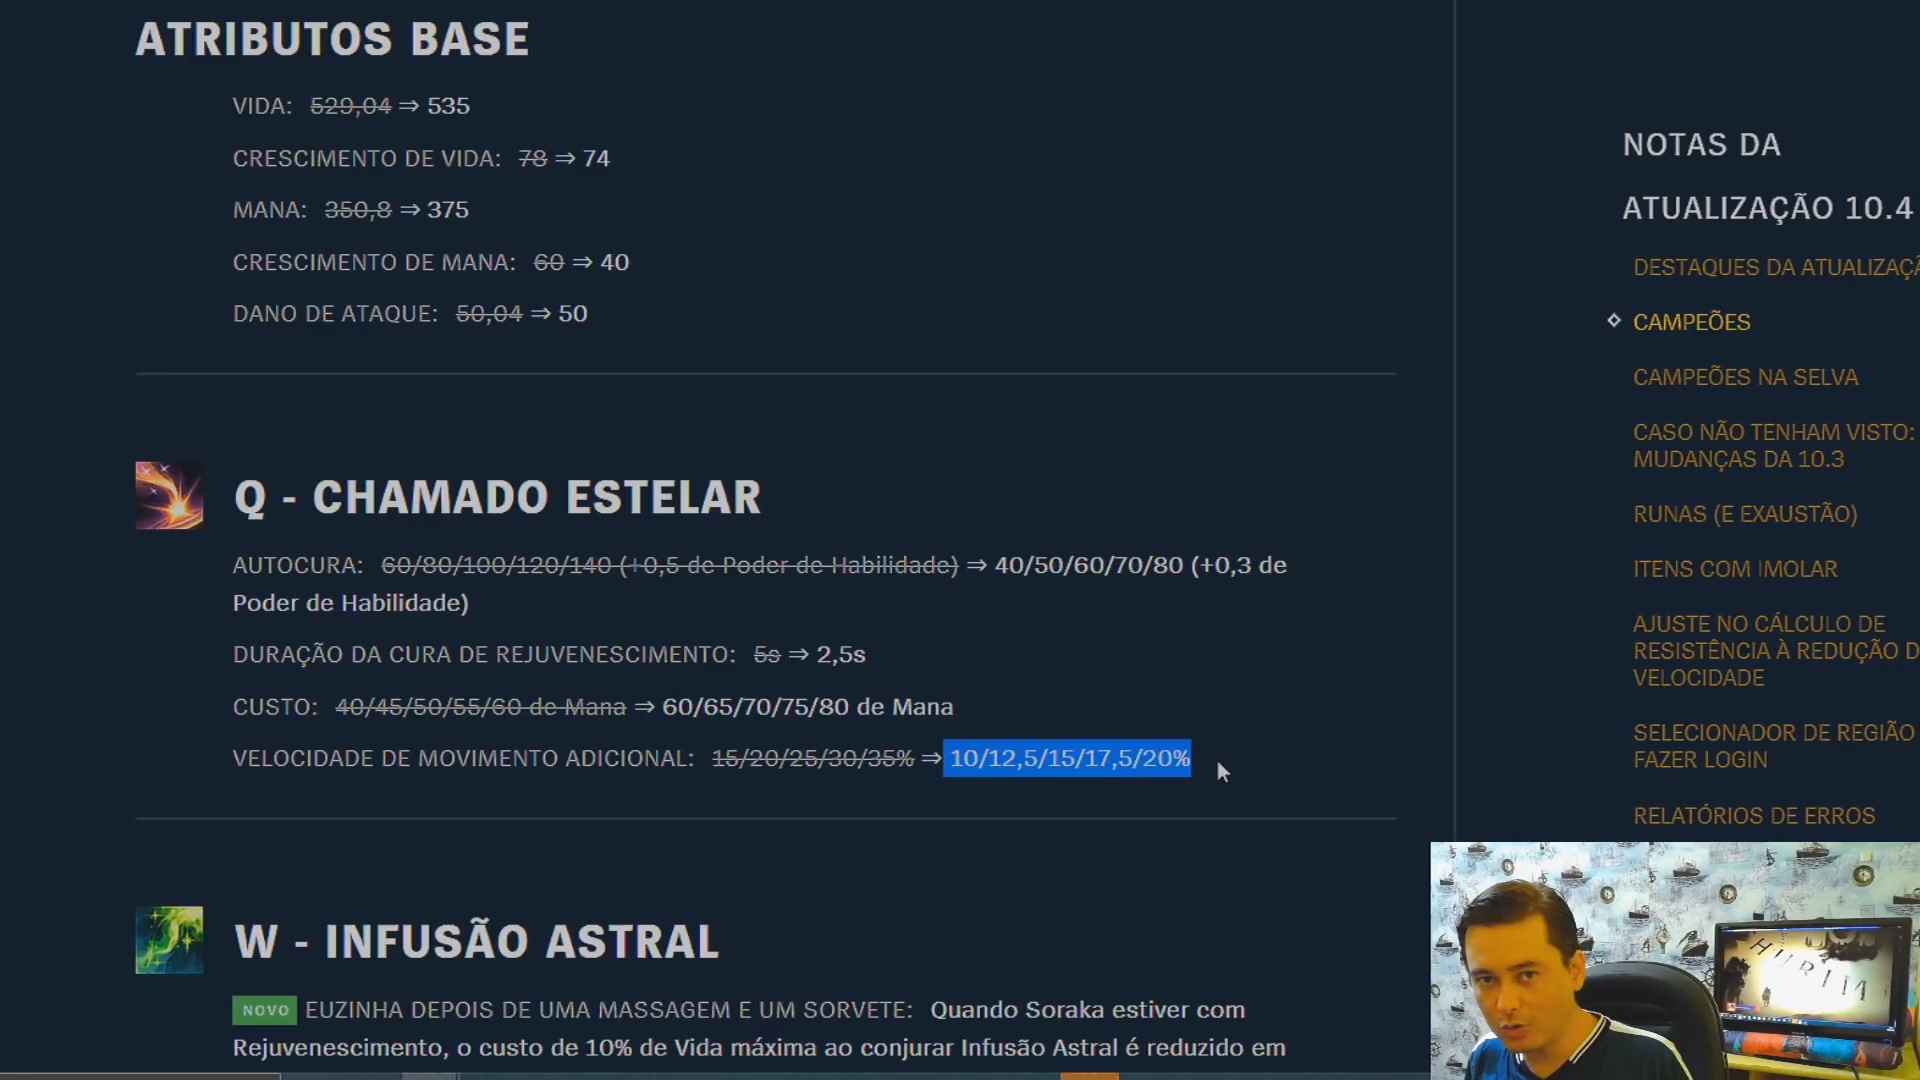 ATRIBUTOS BASE
VIDA: 529,04 ⇒ 535
CRESCIMENTO DE VIDA: 78 ⇒ 74
MANA: 350,8 ⇒ 375
CRESCIMENTO DE MANA: 60 ⇒ 40
DANO DE ATAQUE: 50,04 ⇒ 50
Q - CHAMADO ESTELAR
AUTOCURA: 60/80/100/120/140 (+0,5 de Poder de Habilidade) ⇒ 40/50/60/70/80 (+0,3 de
Poder de Habilidade)
DURAÇÃO DA CURA DE REJUVENESCIMENTO: 5s ⇒ 2,5s
CUSTO: 40/45/50/55/60 de Mana ⇒ 60/65/70/75/80 de Mana
VELOCIDADE DE MOVIMENTO ADICIONAL: 15/20/25/30/35% ⇒ 10/12,5/15/17,5/20%
W - INFUSÃO ASTRAL
NOVO EUZINHA DEPOIS DE UMA MASSAGEM E UM SORVETE: Quando Soraka estiver com
Rejuvenescimento, o custo de 10% de Vida máxima ao conjurar Infusão Astral é reduzido em
NOTAS DA
ATUALIZAÇÃO 10.4
DESTAQUES DA ATUALIZAÇÃ
CAMPEÕES
CAMPEÕES NA SELVA
CASO NÃO TENHAM VISTO:
MUDANÇAS DA 10.3
RUNAS (E EXAUSTÃO)
ITENS COM IMOLAR
AJUSTE NO CÁLCULO DE
RESISTÊNCIA À REDUÇÃO D
VELOCIDADE
SELECIONADOR DE REGIÃO
FAZER LOGIN
RELATÓRIOS DE ERROS
HURIM